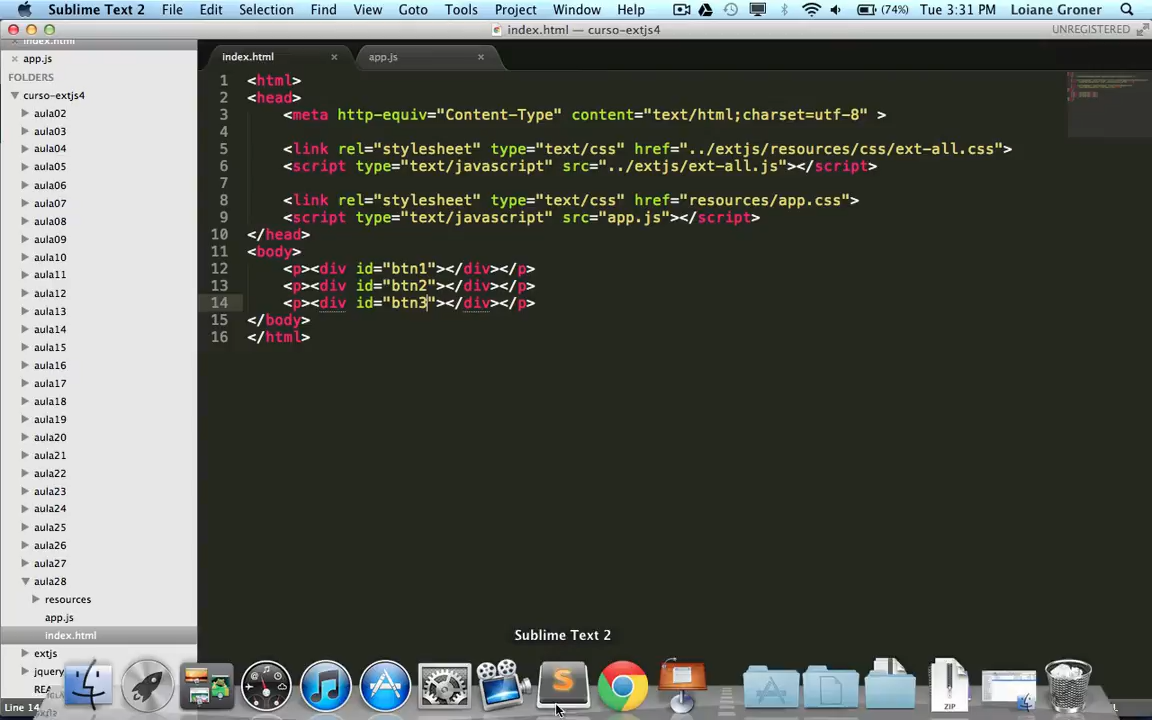 Sublime Text 2 File Edit Selection Find View Goto Tools Project Window Help (74%) Tue 3:31 PM Loiane Groner
index.html — curso-extjs4 UNREGISTERED
index.html
app.js
FOLDERS
curso-extjs4
aula02
aula03
aula04
aula05
aula06
aula07
aula08
aula09
aula10
aula11
aula12
aula13
aula14
aula15
aula16
aula17
aula18
aula19
aula20
aula21
aula22
aula23
aula24
aula25
aula26
aula27
aula28
resources
app.js
index.html
extjs
jquery
Line 14
index.html × app.js ×
1 <html>
2 <head>
3 <meta http-equiv="Content-Type" content="text/html;charset=utf-8" >
4
5 <link rel="stylesheet" type="text/css" href="../extjs/resources/css/ext-all.css">
6 <script type="text/javascript" src="../extjs/ext-all.js"></script>
7
8 <link rel="stylesheet" type="text/css" href="resources/app.css">
9 <script type="text/javascript" src="app.js"></script>
10 </head>
11 <body>
12 <p><div id="btn1"></div></p>
13 <p><div id="btn2"></div></p>
14 <p><div id="btn3"></div></p>
15 </body>
16 </html>
Sublime Text 2
ZIP